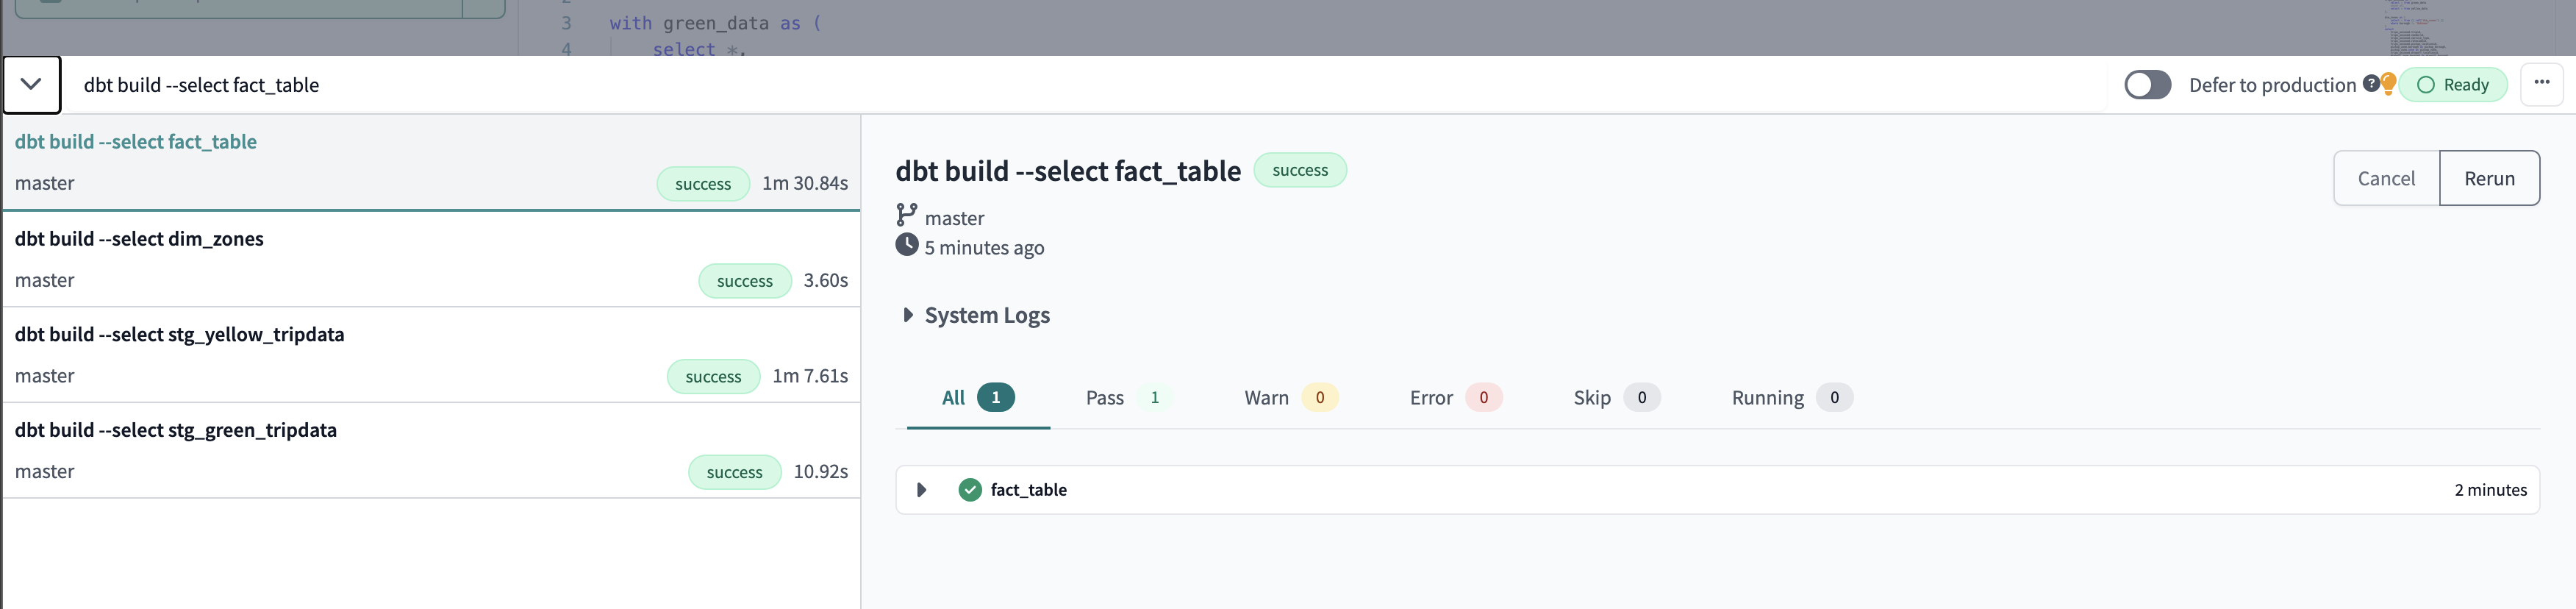 3 with green_data as (
4 select *,
dbt build --select fact_table
Defer to production
Ready
dbt build --select fact_table
master
success 1m 30.84s
dbt build --select dim_zones
master
success 3.60s
dbt build --select stg_yellow_tripdata
master
success 1m 7.61s
dbt build --select stg_green_tripdata
master
success 10.92s
dbt build --select fact_table success
Cancel
Rerun
master
5 minutes ago
System Logs
All 1
Pass 1
Warn 0
Error 0
Skip 0
Running 0
fact_table
2 minutes